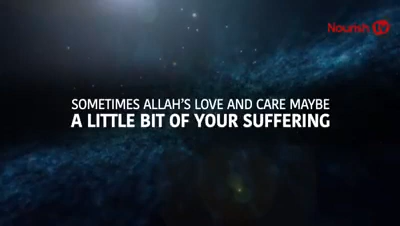 Nourish TV
SOMETIMES ALLAH'S LOVE AND CARE MAYBE
A LITTLE BIT OF YOUR SUFFERING